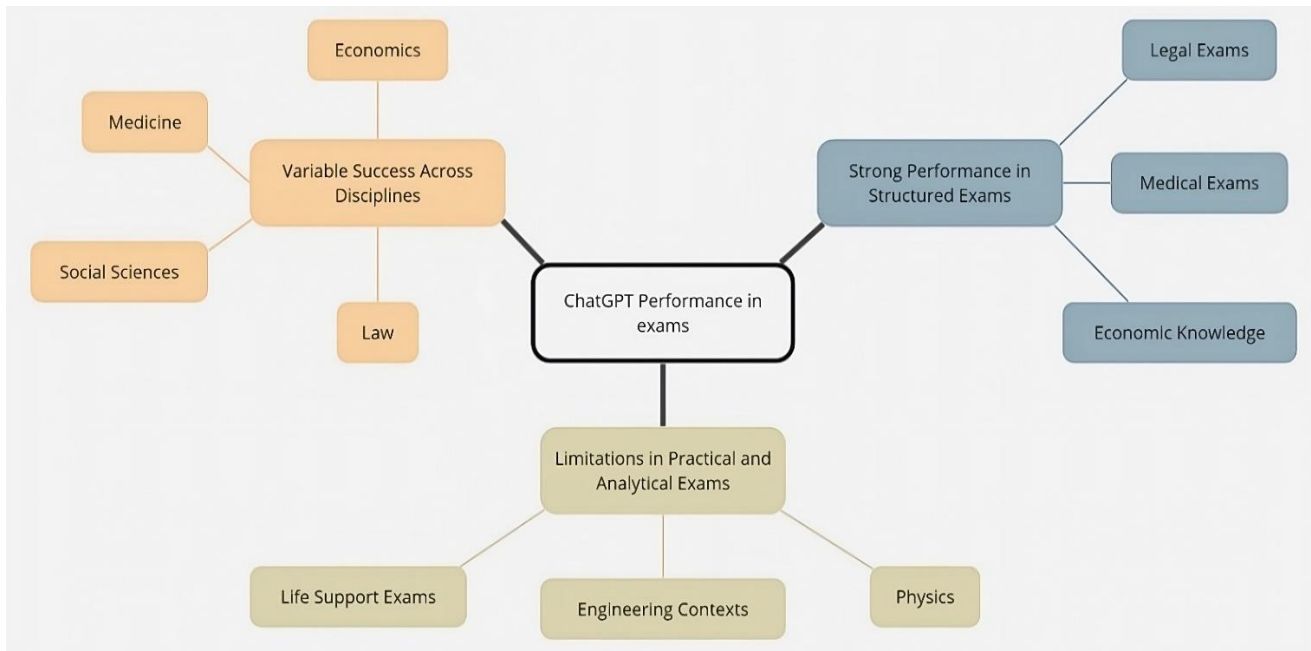 Economics
Medicine
Variable Success Across
Disciplines
Social Sciences
Law
Legal Exams
Strong Performance in
Structured Exams
Medical Exams
Economic Knowledge
ChatGPT Performance in
exams
Limitations in Practical and
Analytical Exams
Life Support Exams
Engineering Contexts
Physics